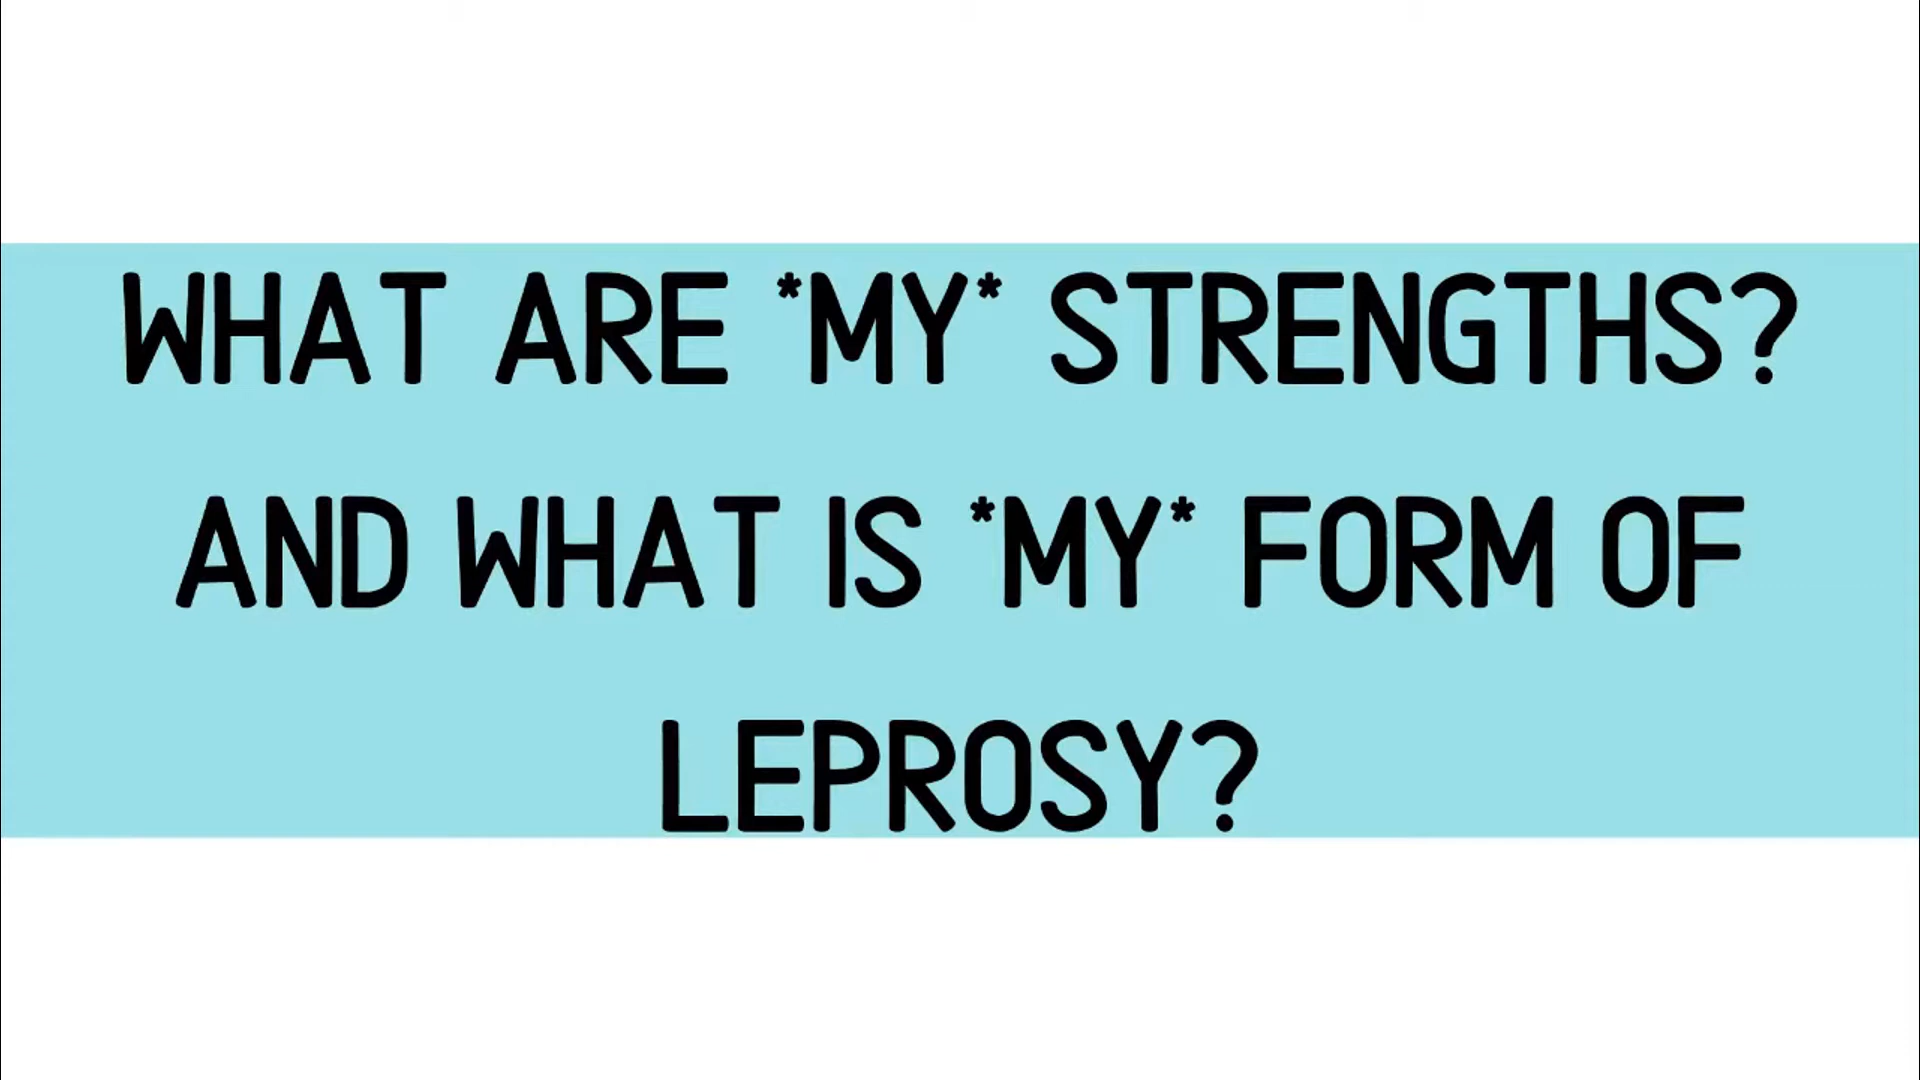 WHAT ARE *MY* STRENGTHS?
AND WHAT IS *MY* FORM OF
LEPROSY?